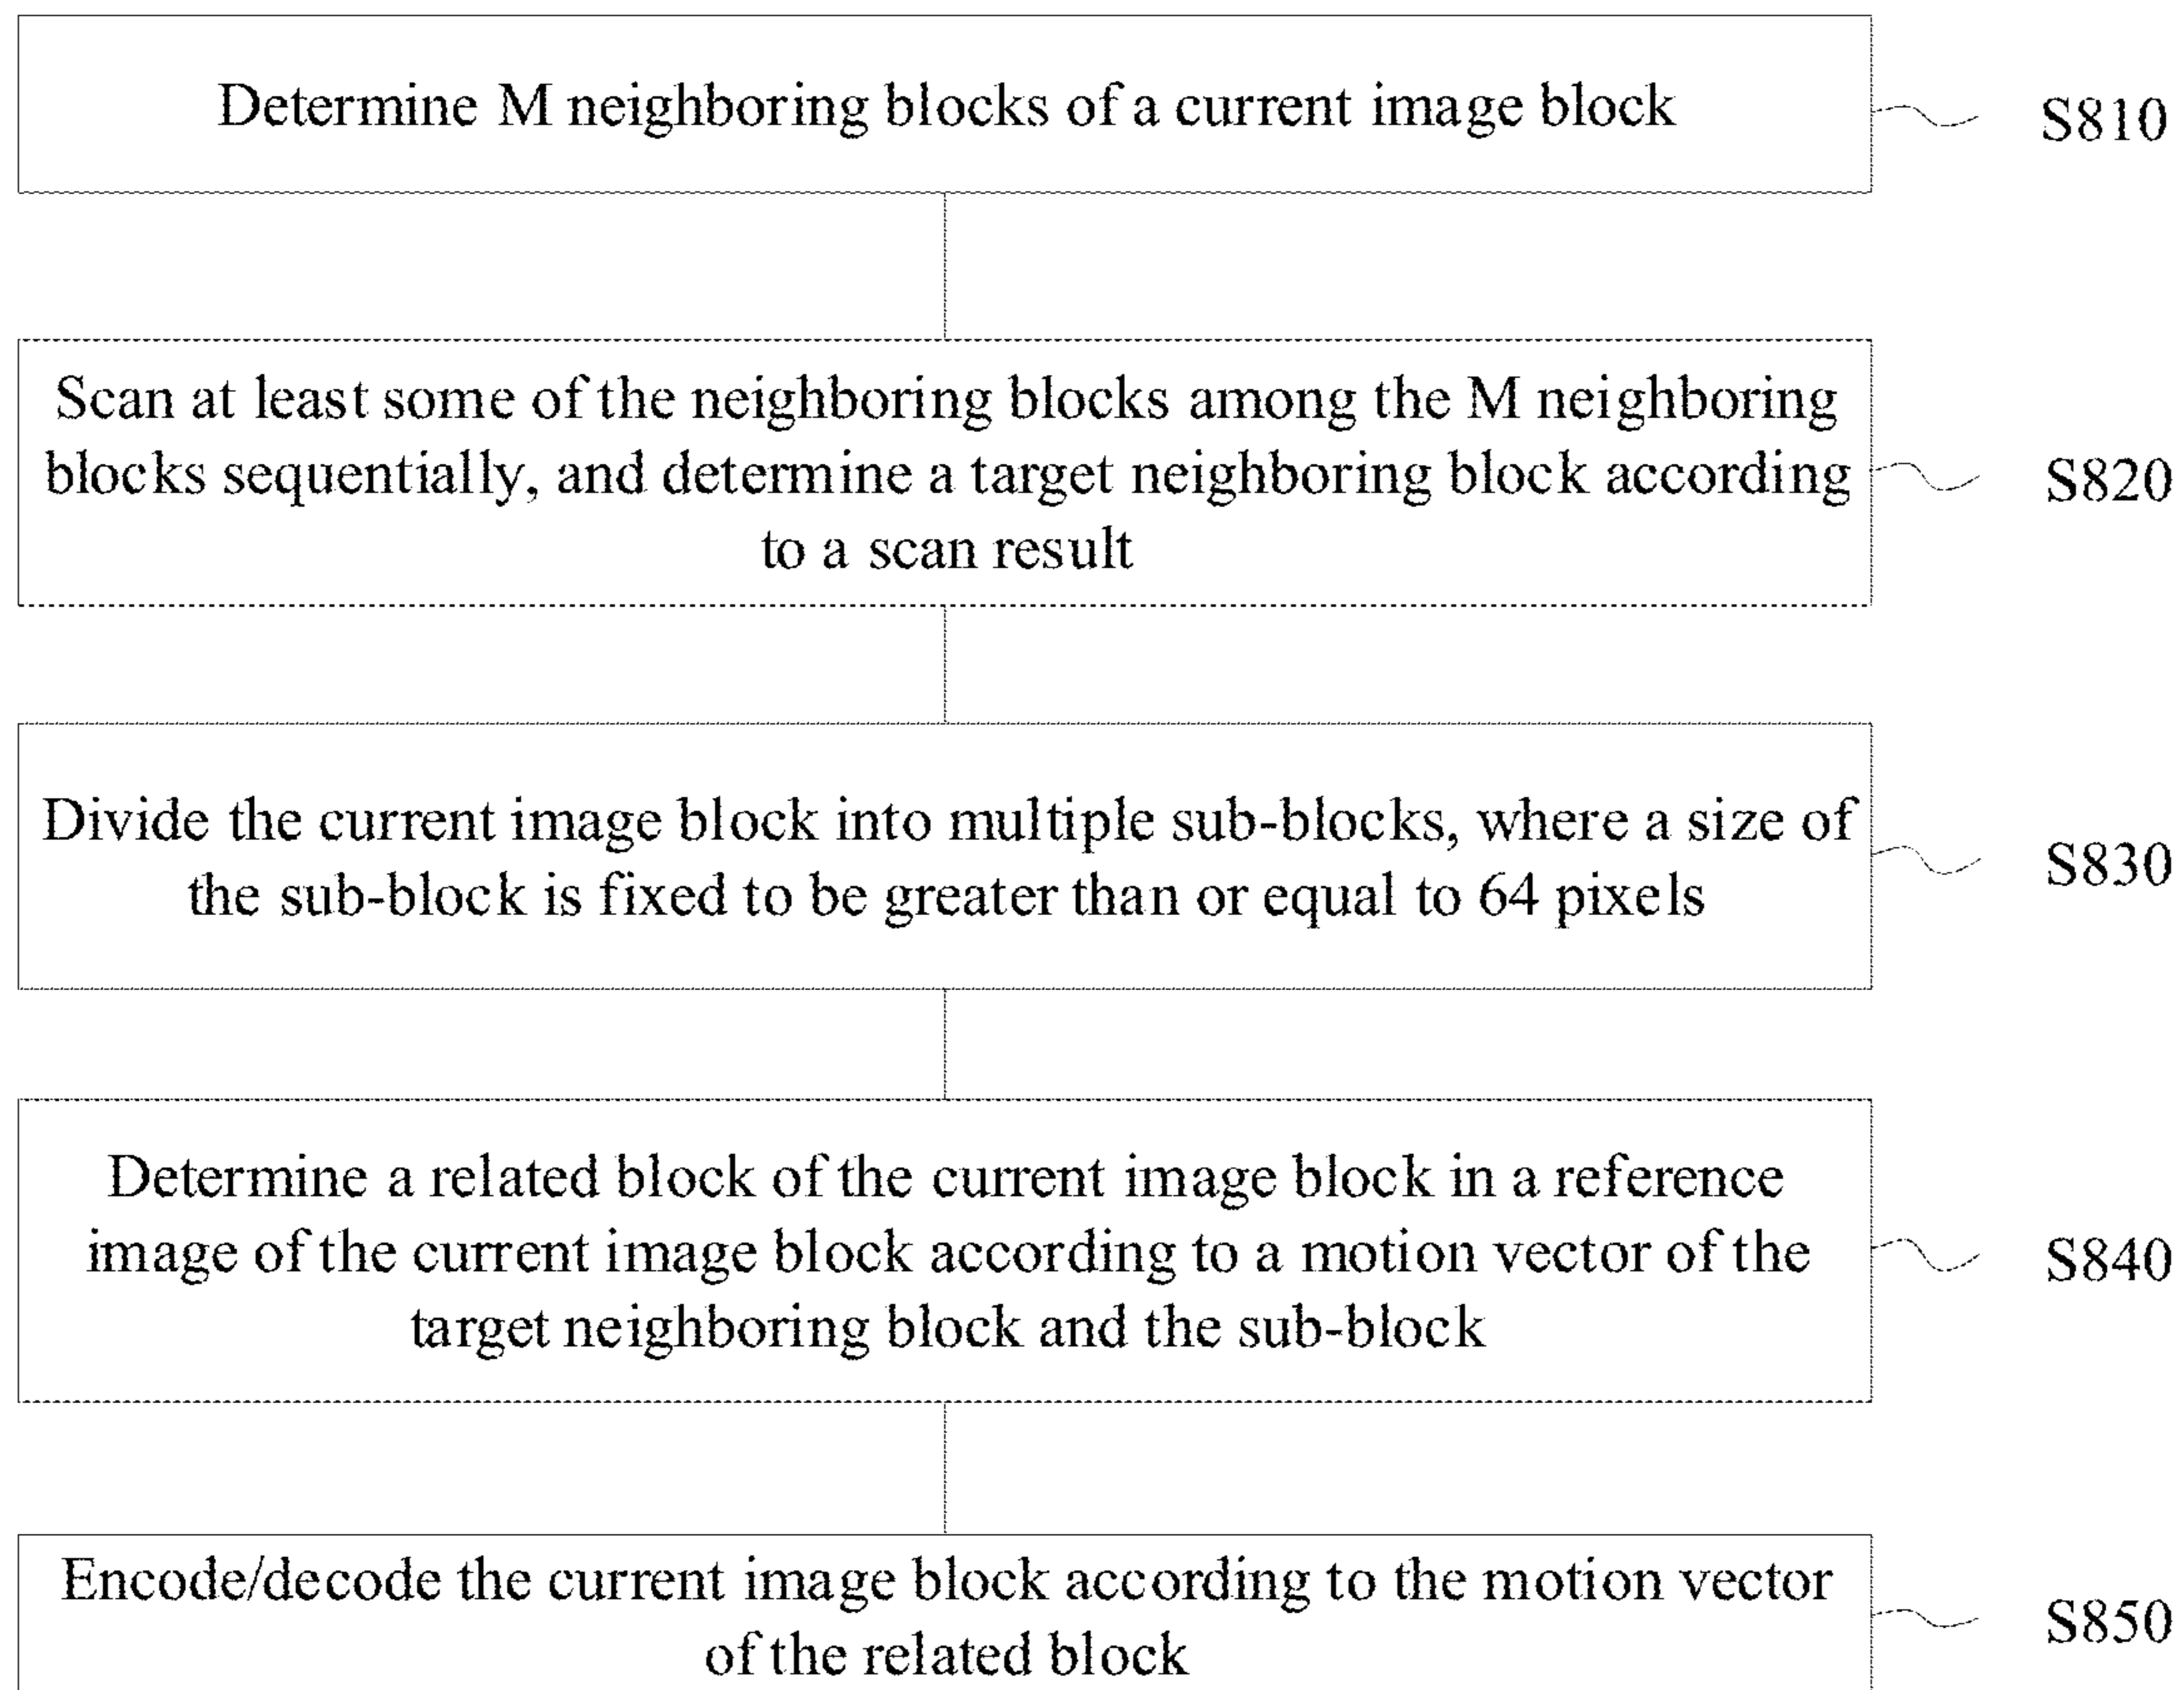 Determine M neighboring blocks of a current image block
S810
Scan at least some of the neighboring blocks among the M neighboring
blocks sequentially, and determine a target neighboring block according
to a scan result
S820
Divide the current image block into multiple sub-blocks, where a size of
the sub-block is fixed to be greater than or equal to 64 pixels
S830
Determine a related block of the current image block in a reference
image of the current image block according to a motion vector of the
target neighboring block and the sub-block
S840
Encode/decode the current image block according to the motion vector
of the related block
S850